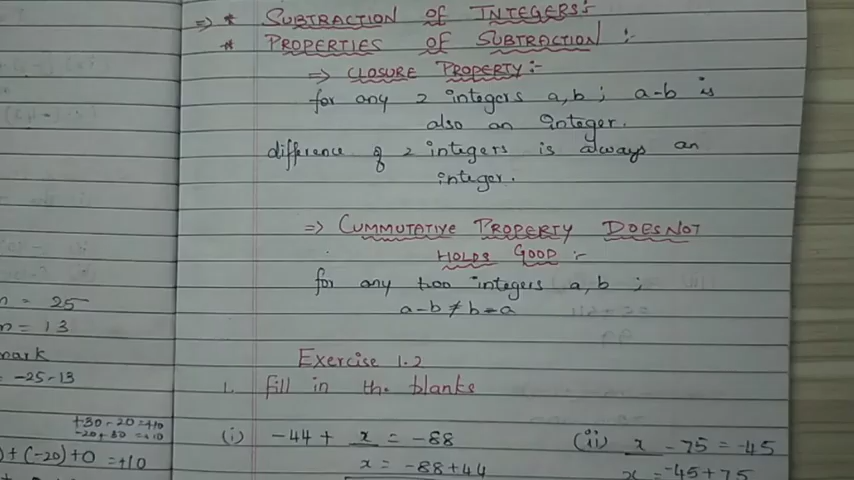 ⇒ * SUBTRACTION of INTEGERS:-
* PROPERTIES of SUBTRACTION :-
⇒ CLOSURE PROPERTY:-
for any 2 integers a,b ; a-b is
also an integer.
difference of 2 integers is always an
integer.
⇒ CUMMUTATIVE PROPERTY DOES NOT
HOLDS GOOD :-
for any two integers a, b ;
a-b ≠ b-a
Exercise 1.2
1. Fill in the blanks
(i) -44 + x = -88
(ii) x - 75 = -45
x = -88+44
x = -45+75
= 25
= 13
mark
= -25-13
+30-20=+10
-20+30=+10
) + (-20)+0 = +10